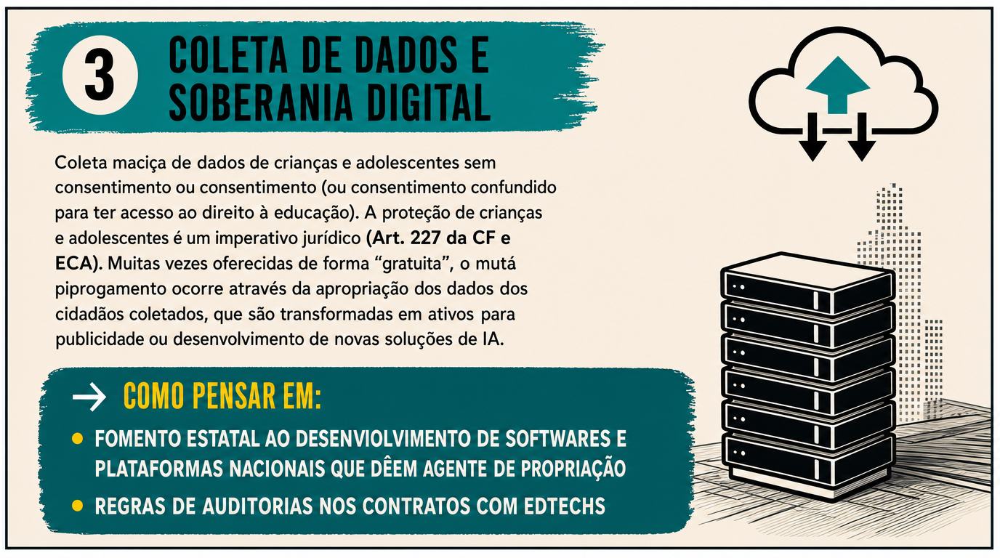 3
COLETA DE DADOS E
SOBERANIA DIGITAL
Coleta maciça de dados de crianças e adolescentes sem
consentimento ou consentimento (ou consentimento confundido
para ter acesso ao direito à educação). A proteção de crianças
e adolescentes é um imperativo jurídico (Art. 227 da CF e
ECA). Muitas vezes oferecidas de forma “gratuita”, o mutá
piprogamento ocorre através da apropriação dos dados dos
cidadãos coletados, que são transformadas em ativos para
publicidade ou desenvolvimento de novas soluções de IA.
→ COMO PENSAR EM:
• FOMENTO ESTATAL AO DESENVIOLVIMENTO DE SOFTWARES E
PLATAFORMAS NACIONAIS QUE DÊEM AGENTE DE PROPRIAÇÃO
• REGRAS DE AUDITORIAS NOS CONTRATOS COM EDTECHS